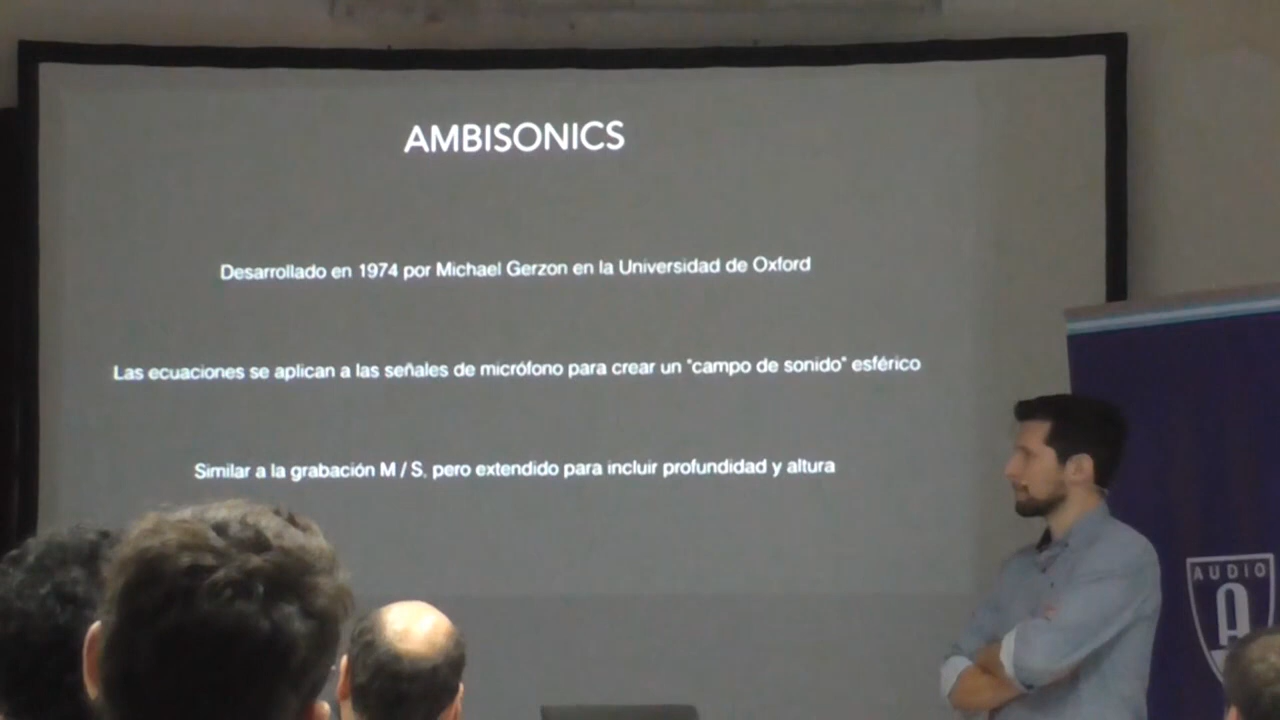 AMBISONICS
Desarrollado en 1974 por Michael Gerzon en la Universidad de Oxford
Las ecuaciones se aplican a las señales de micrófono para crear un "campo de sonido" esférico
Similar a la grabación M / S, pero extendido para incluir profundidad y altura
AUDIO
A